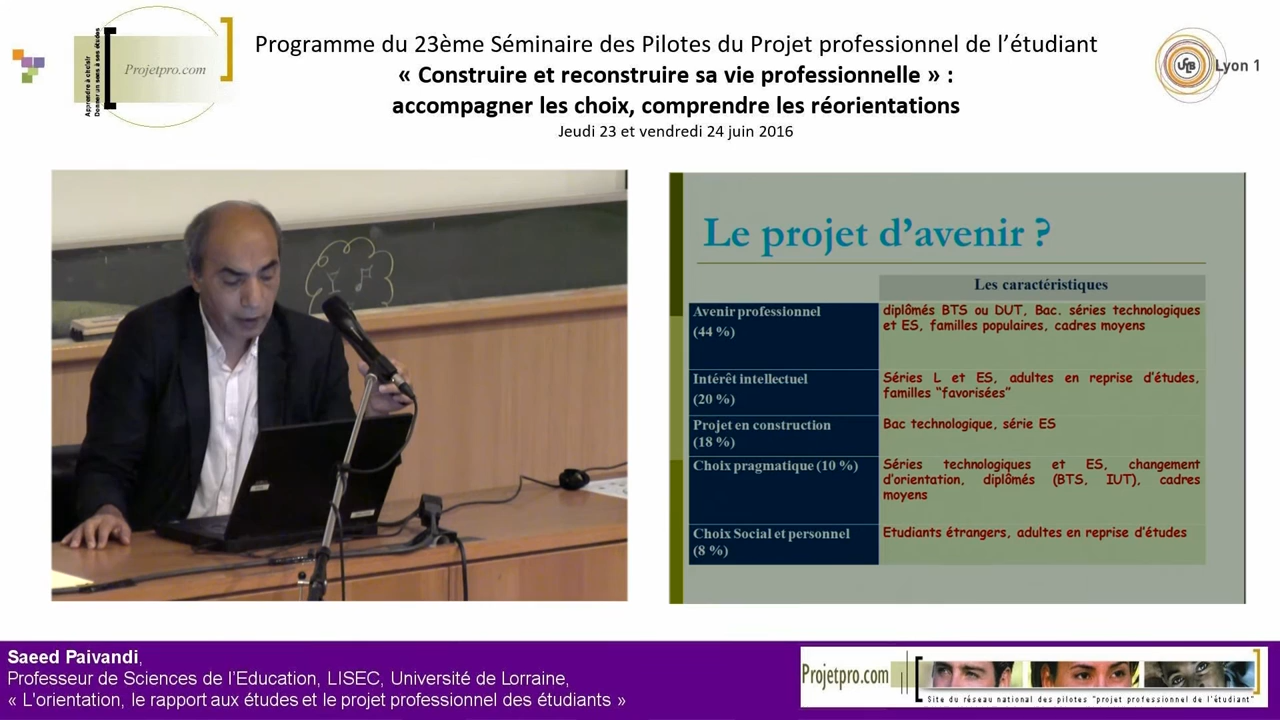 Apprendre à choisir
Donner un sens à ses études
Projetpro.com
Programme du 23ème Séminaire des Pilotes du Projet professionnel de l'étudiant
« Construire et reconstruire sa vie professionnelle » :
accompagner les choix, comprendre les réorientations
Jeudi 23 et vendredi 24 juin 2016
Lyon 1
Le projet d'avenir ?
Les caractéristiques
Avenir professionnel
(44 %)
diplômés BTS ou DUT, Bac. séries technologiques
et ES, familles populaires, cadres moyens
Intérêt intellectuel
(20 %)
Séries L et ES, adultes en reprise d'études,
familles "favorisées"
Projet en construction
(18 %)
Bac technologique, série ES
Choix pragmatique (10 %)
Séries technologiques et ES, changement
d'orientation, diplômés (BTS, IUT), cadres
moyens
Choix Social et personnel
(8 %)
Etudiants étrangers, adultes en reprise d'études
Saeed Paivandi,
Professeur de Sciences de l'Education, LISEC, Université de Lorraine,
« L'orientation, le rapport aux études et le projet professionnel des étudiants »
Projetpro.com
Site du réseau national des pilotes "projet professionnel de l'étudiant"